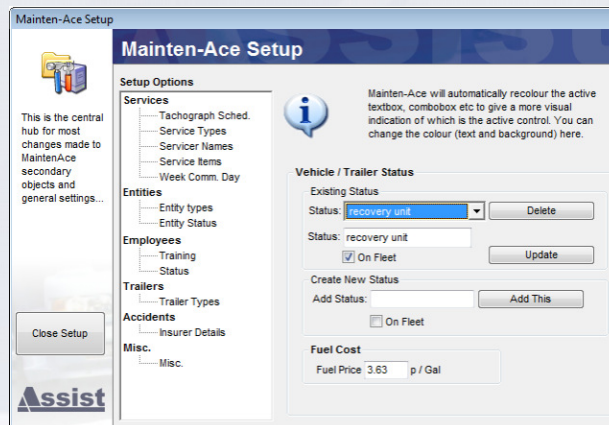 Mainten-Ace Setup
Mainten-Ace Setup
This is the central
hub for most
changes made to
MaintenAce
secondary
objects and
general settings...
Close Setup
Assist
Setup Options
Services
Tachograph Sched.
Service Types
Servicer Names
Service Items
Week Comm. Day
Entities
Entity types
Entity Status
Employees
Training
Status
Trailers
Trailer Types
Accidents
Insurer Details
Misc.
Misc.
Mainten-Ace will automatically recolour the active
textbox, combobox etc to give a more visual
indication of which is the active control. You can
change the colour (text and background) here.
Vehicle / Trailer Status
Existing Status
Status: recovery unit Delete
Status: recovery unit
On Fleet Update
Create New Status
Add Status: Add This
On Fleet
Fuel Cost
Fuel Price 3.63 p / Gal